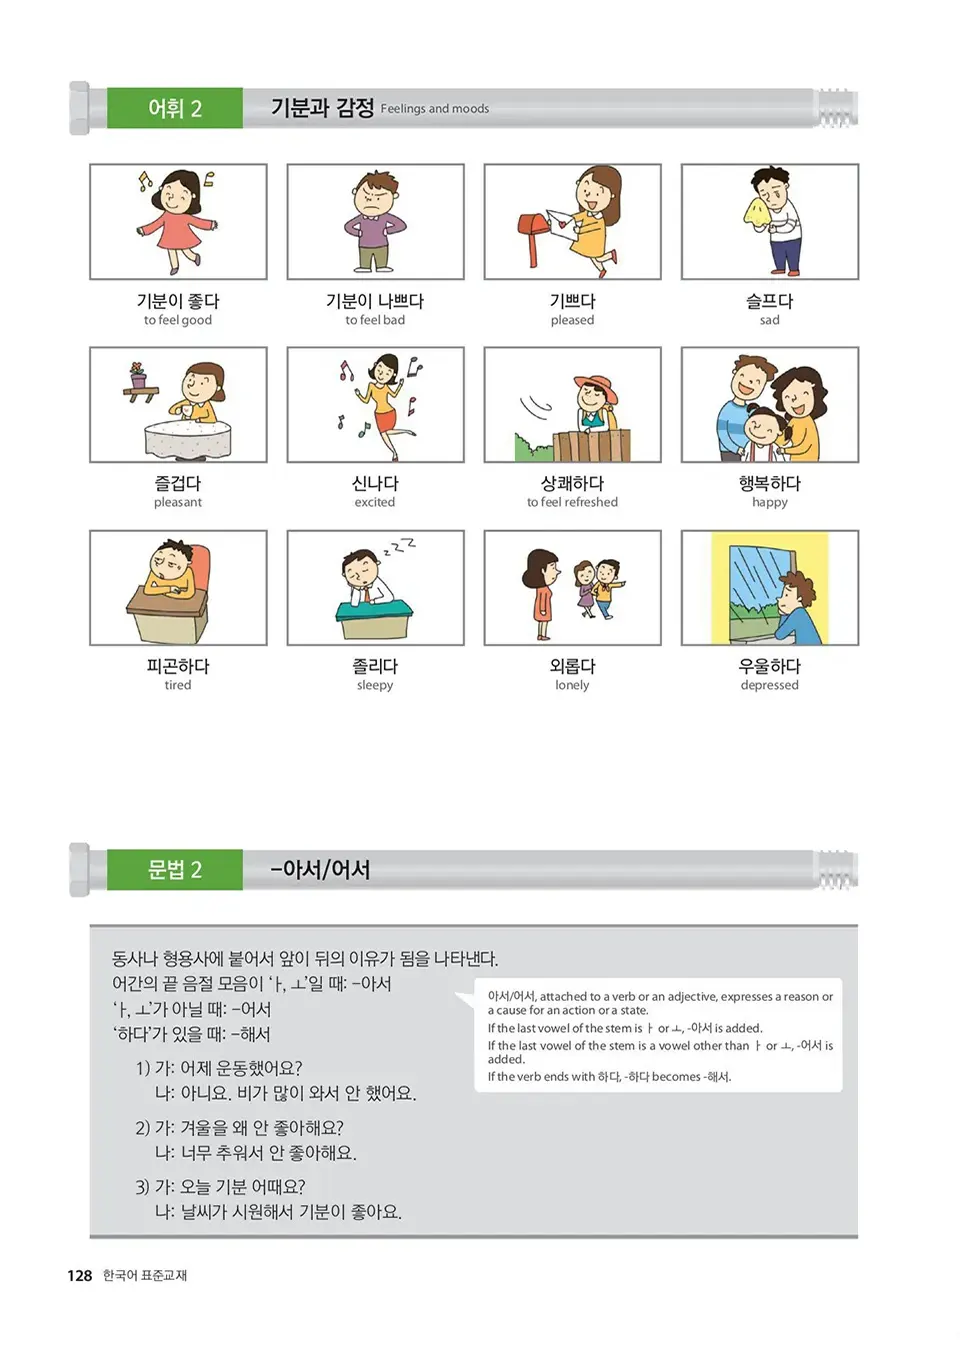 어휘 2
기분과 감정 Feelings and moods
기분이 좋다
to feel good
기분이 나쁘다
to feel bad
기쁘다
pleased
슬프다
sad
즐겁다
pleasant
신나다
excited
상쾌하다
to feel refreshed
행복하다
happy
피곤하다
tired
졸리다
sleepy
외롭다
lonely
우울하다
depressed
문법 2
-아서/어서
동사나 형용사에 붙어서 앞이 뒤의 이유가 됨을 나타낸다.
어간의 끝 음절 모음이 ‘ㅏ, ㅗ’일 때: -아서
‘ㅏ, ㅗ’가 아닐 때: -어서
‘하다’가 있을 때: -해서
아서/어서, attached to a verb or an adjective, expresses a reason or
a cause for an action or a state.
If the last vowel of the stem is ㅏ or ㅗ, -아서 is added.
If the last vowel of the stem is a vowel other than ㅏ or ㅗ, -어서 is
added.
If the verb ends with 하다, -하다 becomes -해서.
1) 가: 어제 운동했어요?
나: 아니요. 비가 많이 와서 안 했어요.
2) 가: 겨울을 왜 안 좋아해요?
나: 너무 추워서 안 좋아해요.
3) 가: 오늘 기분 어때요?
나: 날씨가 시원해서 기분이 좋아요.
128 한국어 표준교재